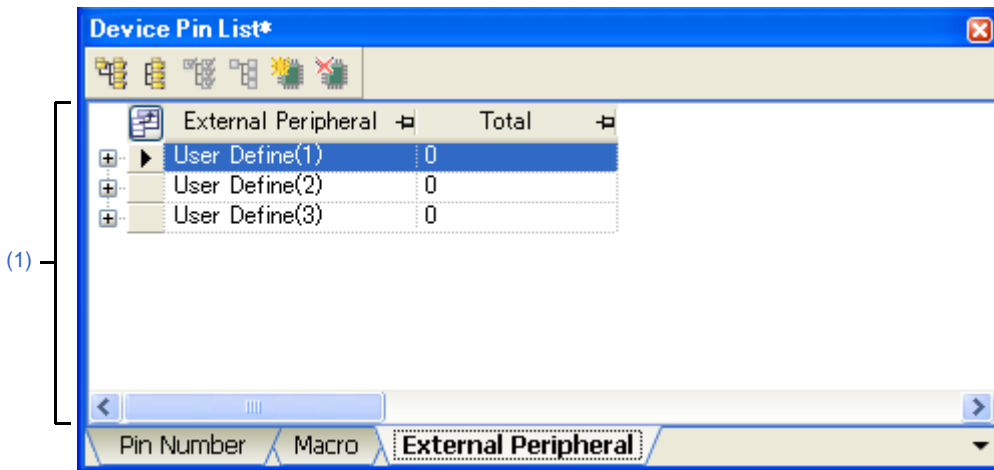 Device Pin List*
External Peripheral Total
User Define(1) 0
User Define(2) 0
User Define(3) 0
(1)
Pin Number Macro External Peripheral